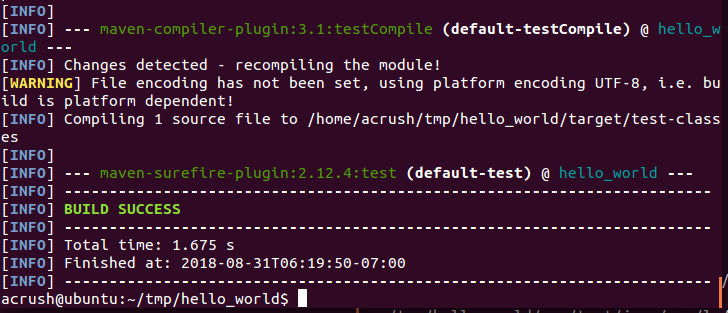 [INFO]
[INFO] --- maven-compiler-plugin:3.1:testCompile (default-testCompile) @ hello_w
orld ---
[INFO] Changes detected - recompiling the module!
[WARNING] File encoding has not been set, using platform encoding UTF-8, i.e. bu
ild is platform dependent!
[INFO] Compiling 1 source file to /home/acrush/tmp/hello_world/target/test-class
es
[INFO]
[INFO] --- maven-surefire-plugin:2.12.4:test (default-test) @ hello_world ---
[INFO] ------------------------------------------------------------------------
[INFO] BUILD SUCCESS
[INFO] ------------------------------------------------------------------------
[INFO] Total time: 1.675 s
[INFO] Finished at: 2018-08-31T06:19:50-07:00
[INFO] ------------------------------------------------------------------------
acrush@ubuntu:~/tmp/hello_world$